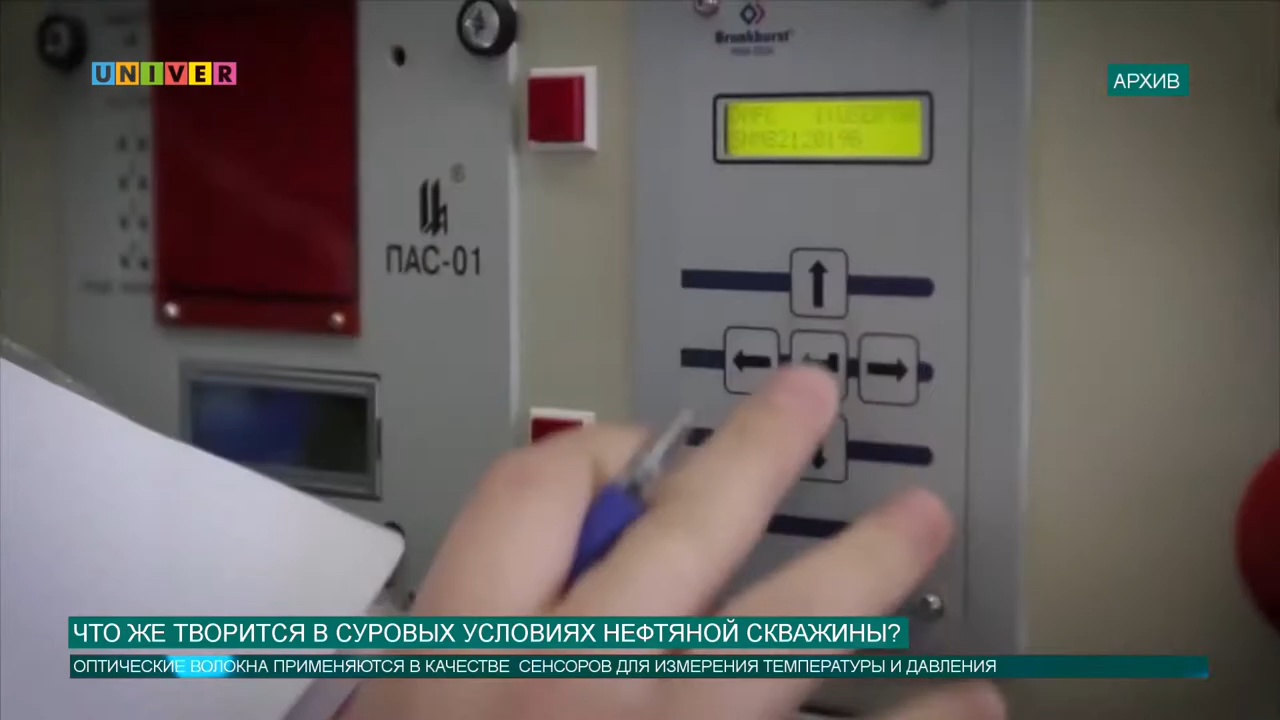 UNIVER
АРХИВ
Bronkhorst
ПАС-01
ЧТО ЖЕ ТВОРИТСЯ В СУРОВЫХ УСЛОВИЯХ НЕФТЯНОЙ СКВАЖИНЫ?
ОПТИЧЕСКИЕ ВОЛОКНА ПРИМЕНЯЮТСЯ В КАЧЕСТВЕ СЕНСОРОВ ДЛЯ ИЗМЕРЕНИЯ ТЕМПЕРАТУРЫ И ДАВЛЕНИЯ